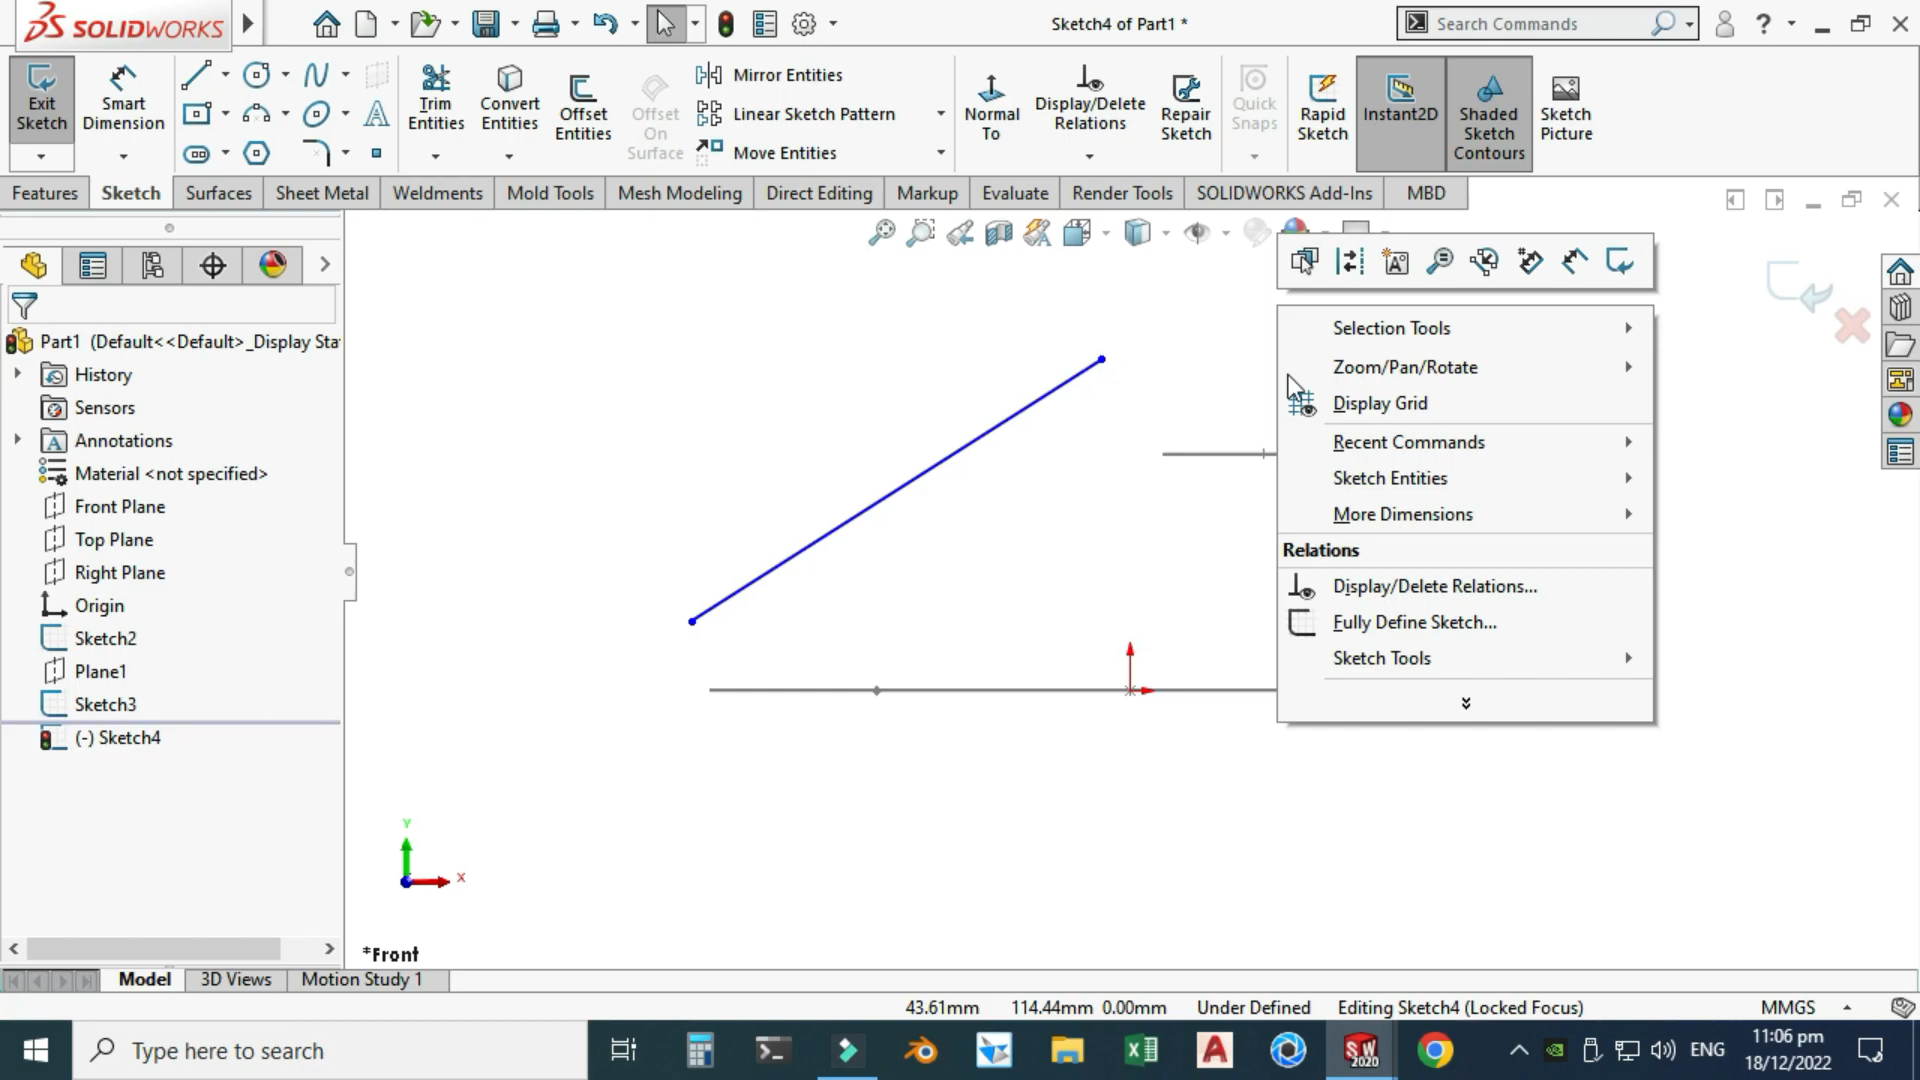 SOLIDWORKS
Sketch4 of Part1 *
Search Commands
Exit Sketch
Smart Dimension
Trim Entities
Convert Entities
Offset Entities
Offset On Surface
Mirror Entities
Linear Sketch Pattern
Move Entities
Normal To
Display/Delete Relations
Repair Sketch
Quick Snaps
Rapid Sketch
Instant2D
Shaded Sketch Contours
Sketch Picture
Features
Sketch
Surfaces
Sheet Metal
Weldments
Mold Tools
Mesh Modeling
Direct Editing
Markup
Evaluate
Render Tools
SOLIDWORKS Add-Ins
MBD
Part1 (Default<<Default>_Display Sta
History
Sensors
Annotations
Material <not specified>
Front Plane
Top Plane
Right Plane
Origin
Sketch2
Plane1
Sketch3
(-) Sketch4
Selection Tools
Zoom/Pan/Rotate
Display Grid
Recent Commands
Sketch Entities
More Dimensions
Relations
Display/Delete Relations...
Fully Define Sketch...
Sketch Tools
Y
X
*Front
Model
3D Views
Motion Study 1
43.61mm
114.44mm 0.00mm
Under Defined
Editing Sketch4 (Locked Focus)
MMGS
Type here to search
SW 2020
ENG
11:06 pm
18/12/2022